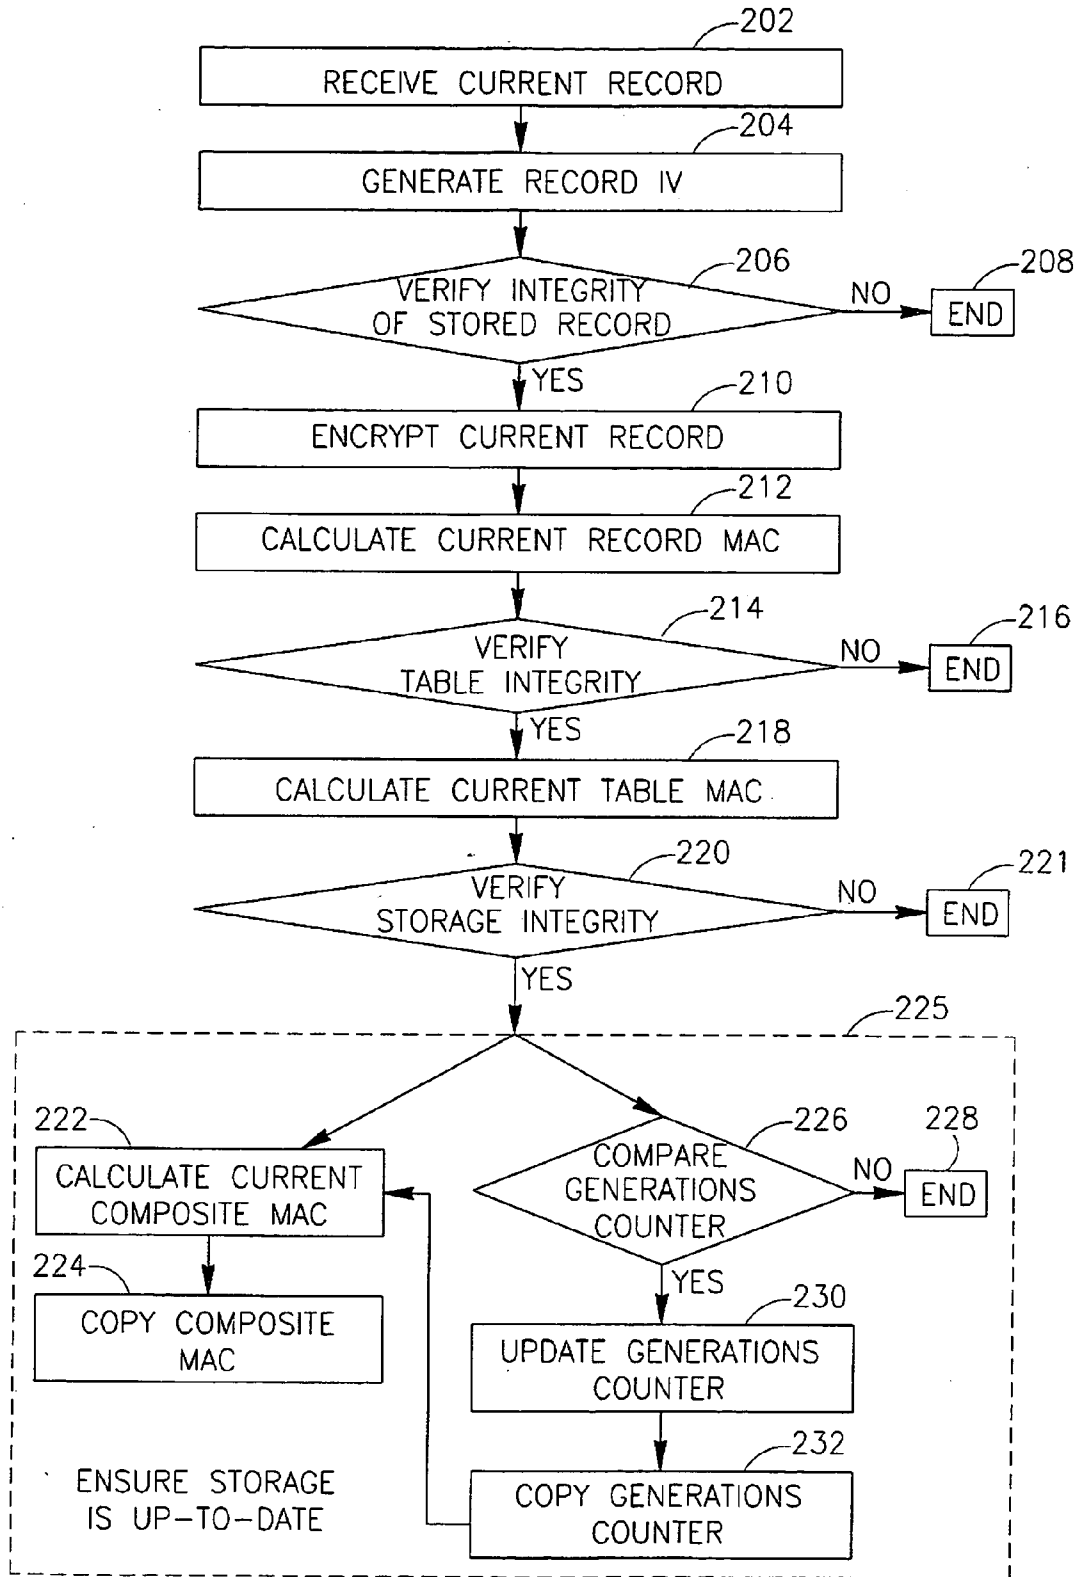 202
RECEIVE CURRENT RECORD
204
GENERATE RECORD IV
206
VERIFY INTEGRITY
OF STORED RECORD
NO
208
END
YES
210
ENCRYPT CURRENT RECORD
212
CALCULATE CURRENT RECORD MAC
214
VERIFY
TABLE INTEGRITY
NO
216
END
YES
218
CALCULATE CURRENT TABLE MAC
220
VERIFY
STORAGE INTEGRITY
NO
221
END
YES
225
222
CALCULATE CURRENT
COMPOSITE MAC
224
COPY COMPOSITE
MAC
226
COMPARE
GENERATIONS
COUNTER
NO
228
END
YES
230
UPDATE GENERATIONS
COUNTER
232
COPY GENERATIONS
COUNTER
ENSURE STORAGE
IS UP-TO-DATE